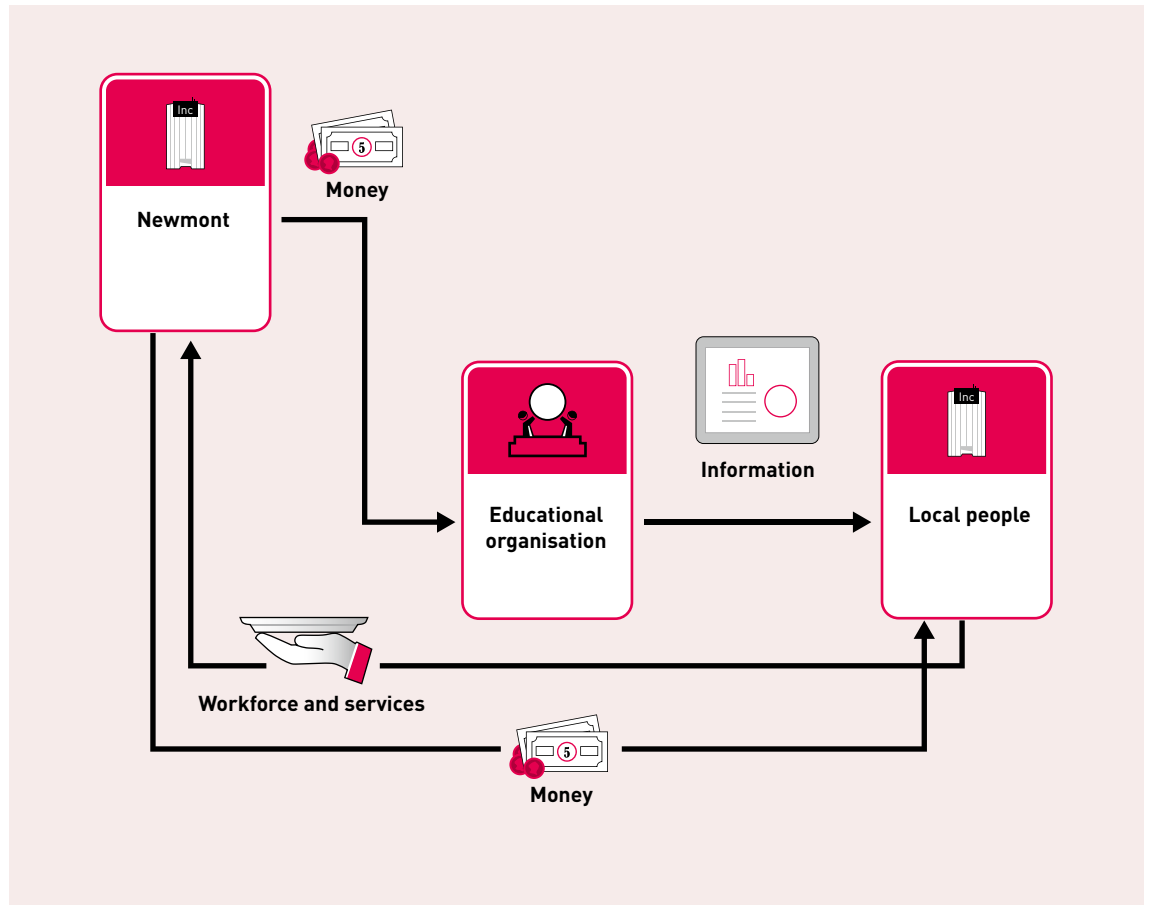 Inc
5
Money
Newmont
Inc
Information
Educational
organisation
Local people
Workforce and services
5
Money